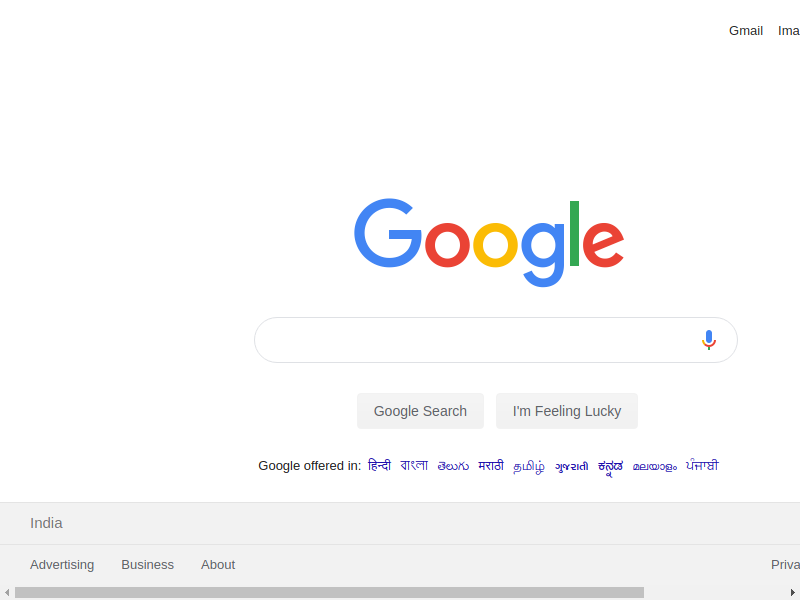 Gmail Ima
Google
Google Search I'm Feeling Lucky
Google offered in: हिन्दी বাংলা తెలుగు मराठी தமிழ் ગુજરાતી ಕನ್ನಡ മലയാളം ਪੰਜਾਬੀ
India
Advertising Business About Priva